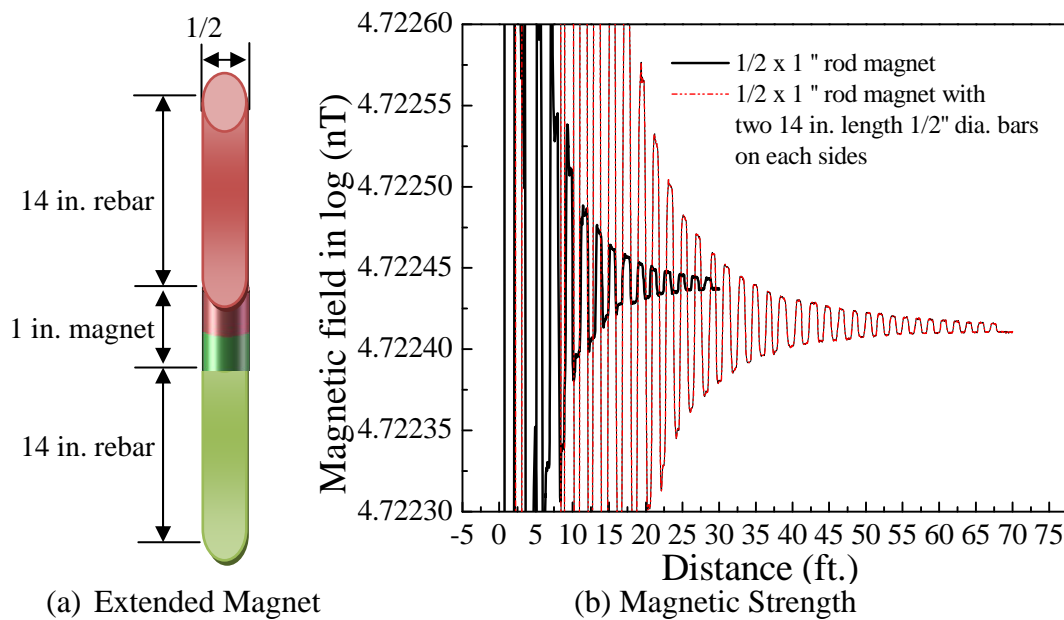 1/2
14 in. rebar
1 in. magnet
14 in. rebar
(a) Extended Magnet
Magnetic field in log (nT)
4.72260
4.72255
4.72250
4.72245
4.72240
4.72235
4.72230
1/2 x 1 " rod magnet
1/2 x 1 " rod magnet with
two 14 in. length 1/2" dia. bars
on each sides
-5 0 5 10 15 20 25 30 35 40 45 50 55 60 65 70 75
Distance (ft.)
(b) Magnetic Strength